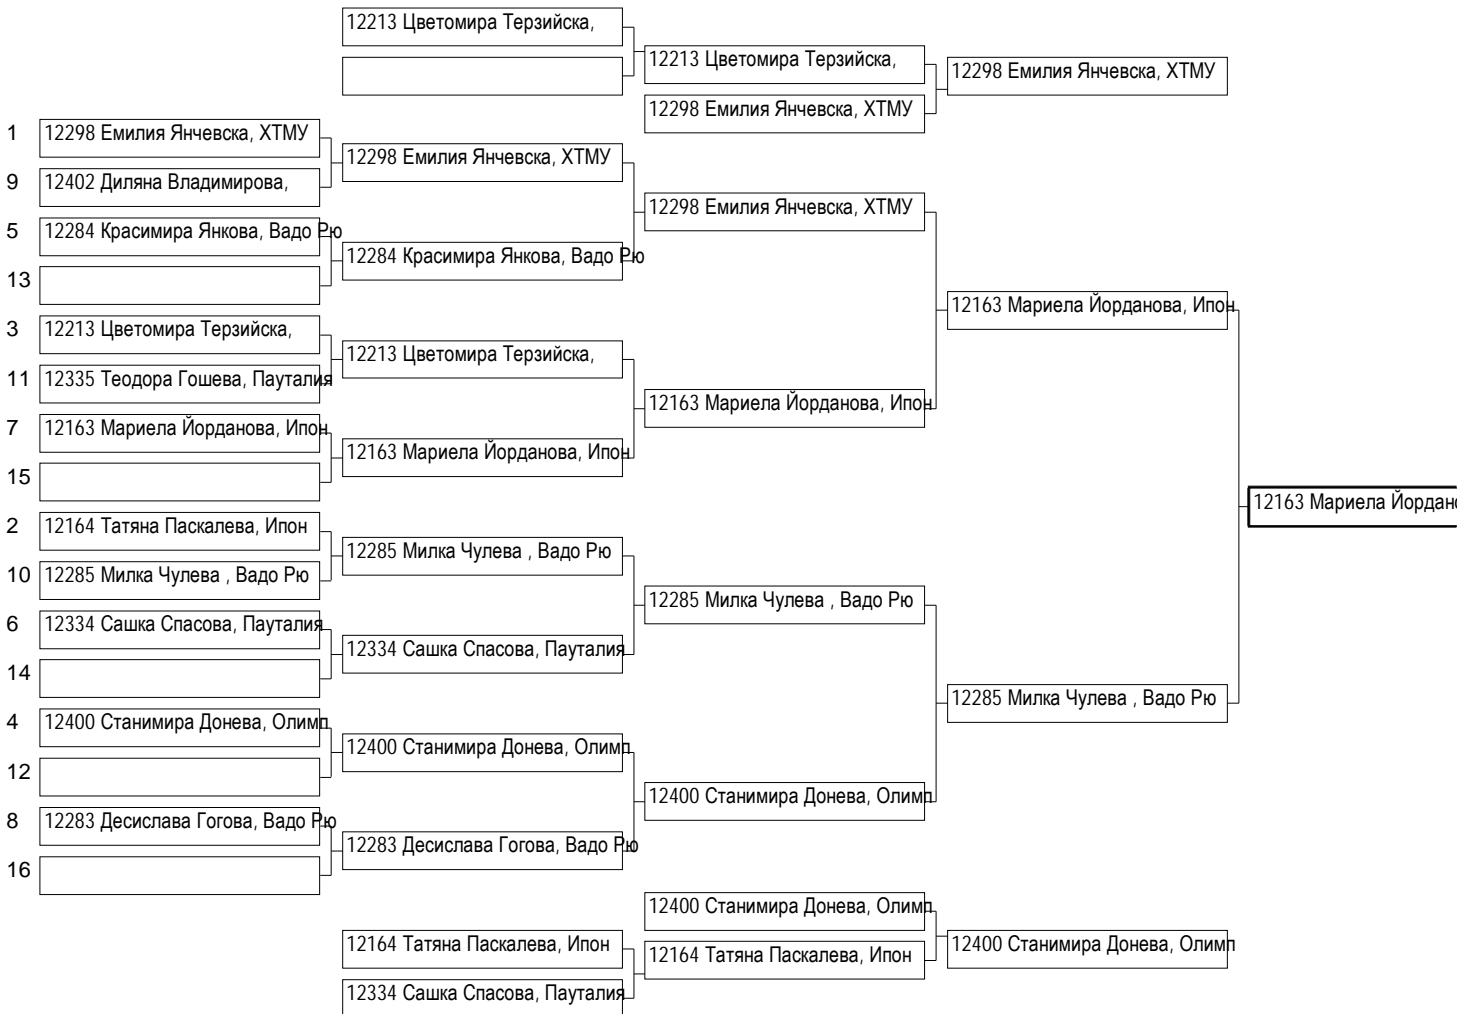 12213 Цветомира Терзийска,
12213 Цветомира Терзийска,
12298 Емилия Янчевска, ХТМУ
12298 Емилия Янчевска, ХТМУ
1 12298 Емилия Янчевска, ХТМУ
12298 Емилия Янчевска, ХТМУ
9 12402 Диляна Владимирова,
12298 Емилия Янчевска, ХТМУ
5 12284 Красимира Янкова, Вадо Рю
12284 Красимира Янкова, Вадо Рю
13
12163 Мариела Йорданова, Ипон
3 12213 Цветомира Терзийска,
12213 Цветомира Терзийска,
11 12335 Теодора Гошева, Пауталия
12163 Мариела Йорданова, Ипон
7 12163 Мариела Йорданова, Ипон
12163 Мариела Йорданова, Ипон
15
12163 Мариела Йордано
2 12164 Татяна Паскалева, Ипон
12285 Милка Чулева , Вадо Рю
10 12285 Милка Чулева , Вадо Рю
12285 Милка Чулева , Вадо Рю
6 12334 Сашка Спасова, Пауталия
12334 Сашка Спасова, Пауталия
14
12285 Милка Чулева , Вадо Рю
4 12400 Станимира Донева, Олимп
12400 Станимира Донева, Олимп
12
12400 Станимира Донева, Олимп
8 12283 Десислава Гогова, Вадо Рю
12283 Десислава Гогова, Вадо Рю
16
12400 Станимира Донева, Олимп
12164 Татяна Паскалева, Ипон
12164 Татяна Паскалева, Ипон
12400 Станимира Донева, Олимп
12334 Сашка Спасова, Пауталия